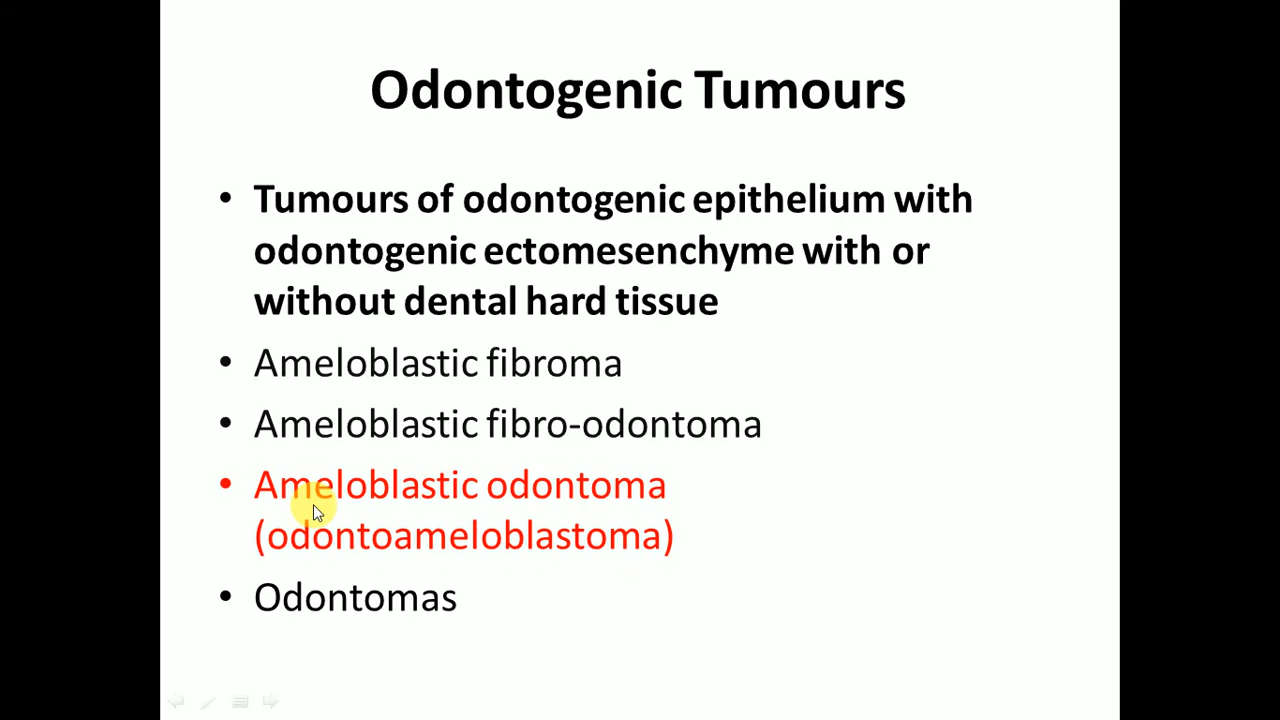 Odontogenic Tumours
• Tumours of odontogenic epithelium with
odontogenic ectomesenchyme with or
without dental hard tissue
• Ameloblastic fibroma
• Ameloblastic fibro-odontoma
• Ameloblastic odontoma
(odontoameloblastoma)
• Odontomas